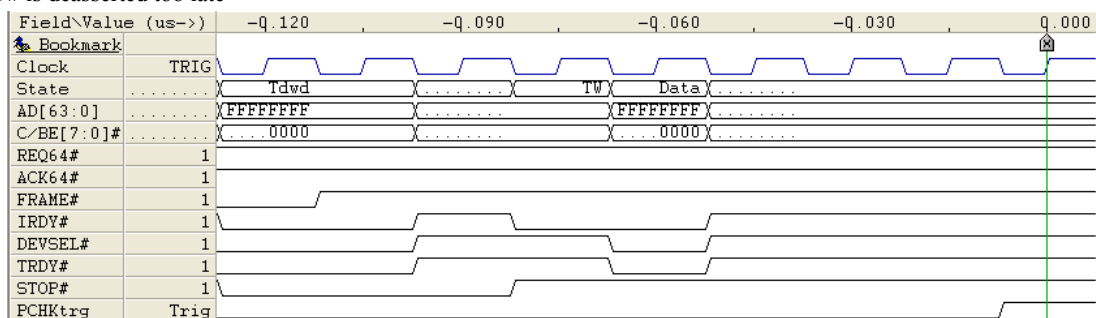 is deasserted too late
Field\Value (us->) -0.120 -0.090 -0.060 -0.030 0.000
Bookmark
Clock TRIG
State ........ Tdwd ........ TW Data ........
AD[63:0] ........ FFFFFFFF ........ FFFFFFFF ........
C/BE[7:0]# ........ ....0000 ........ ....0000 ........
REQ64# 1
ACK64# 1
FRAME# 1
IRDY# 1
DEVSEL# 1
TRDY# 1
STOP# 1
PCHKtrg Trig